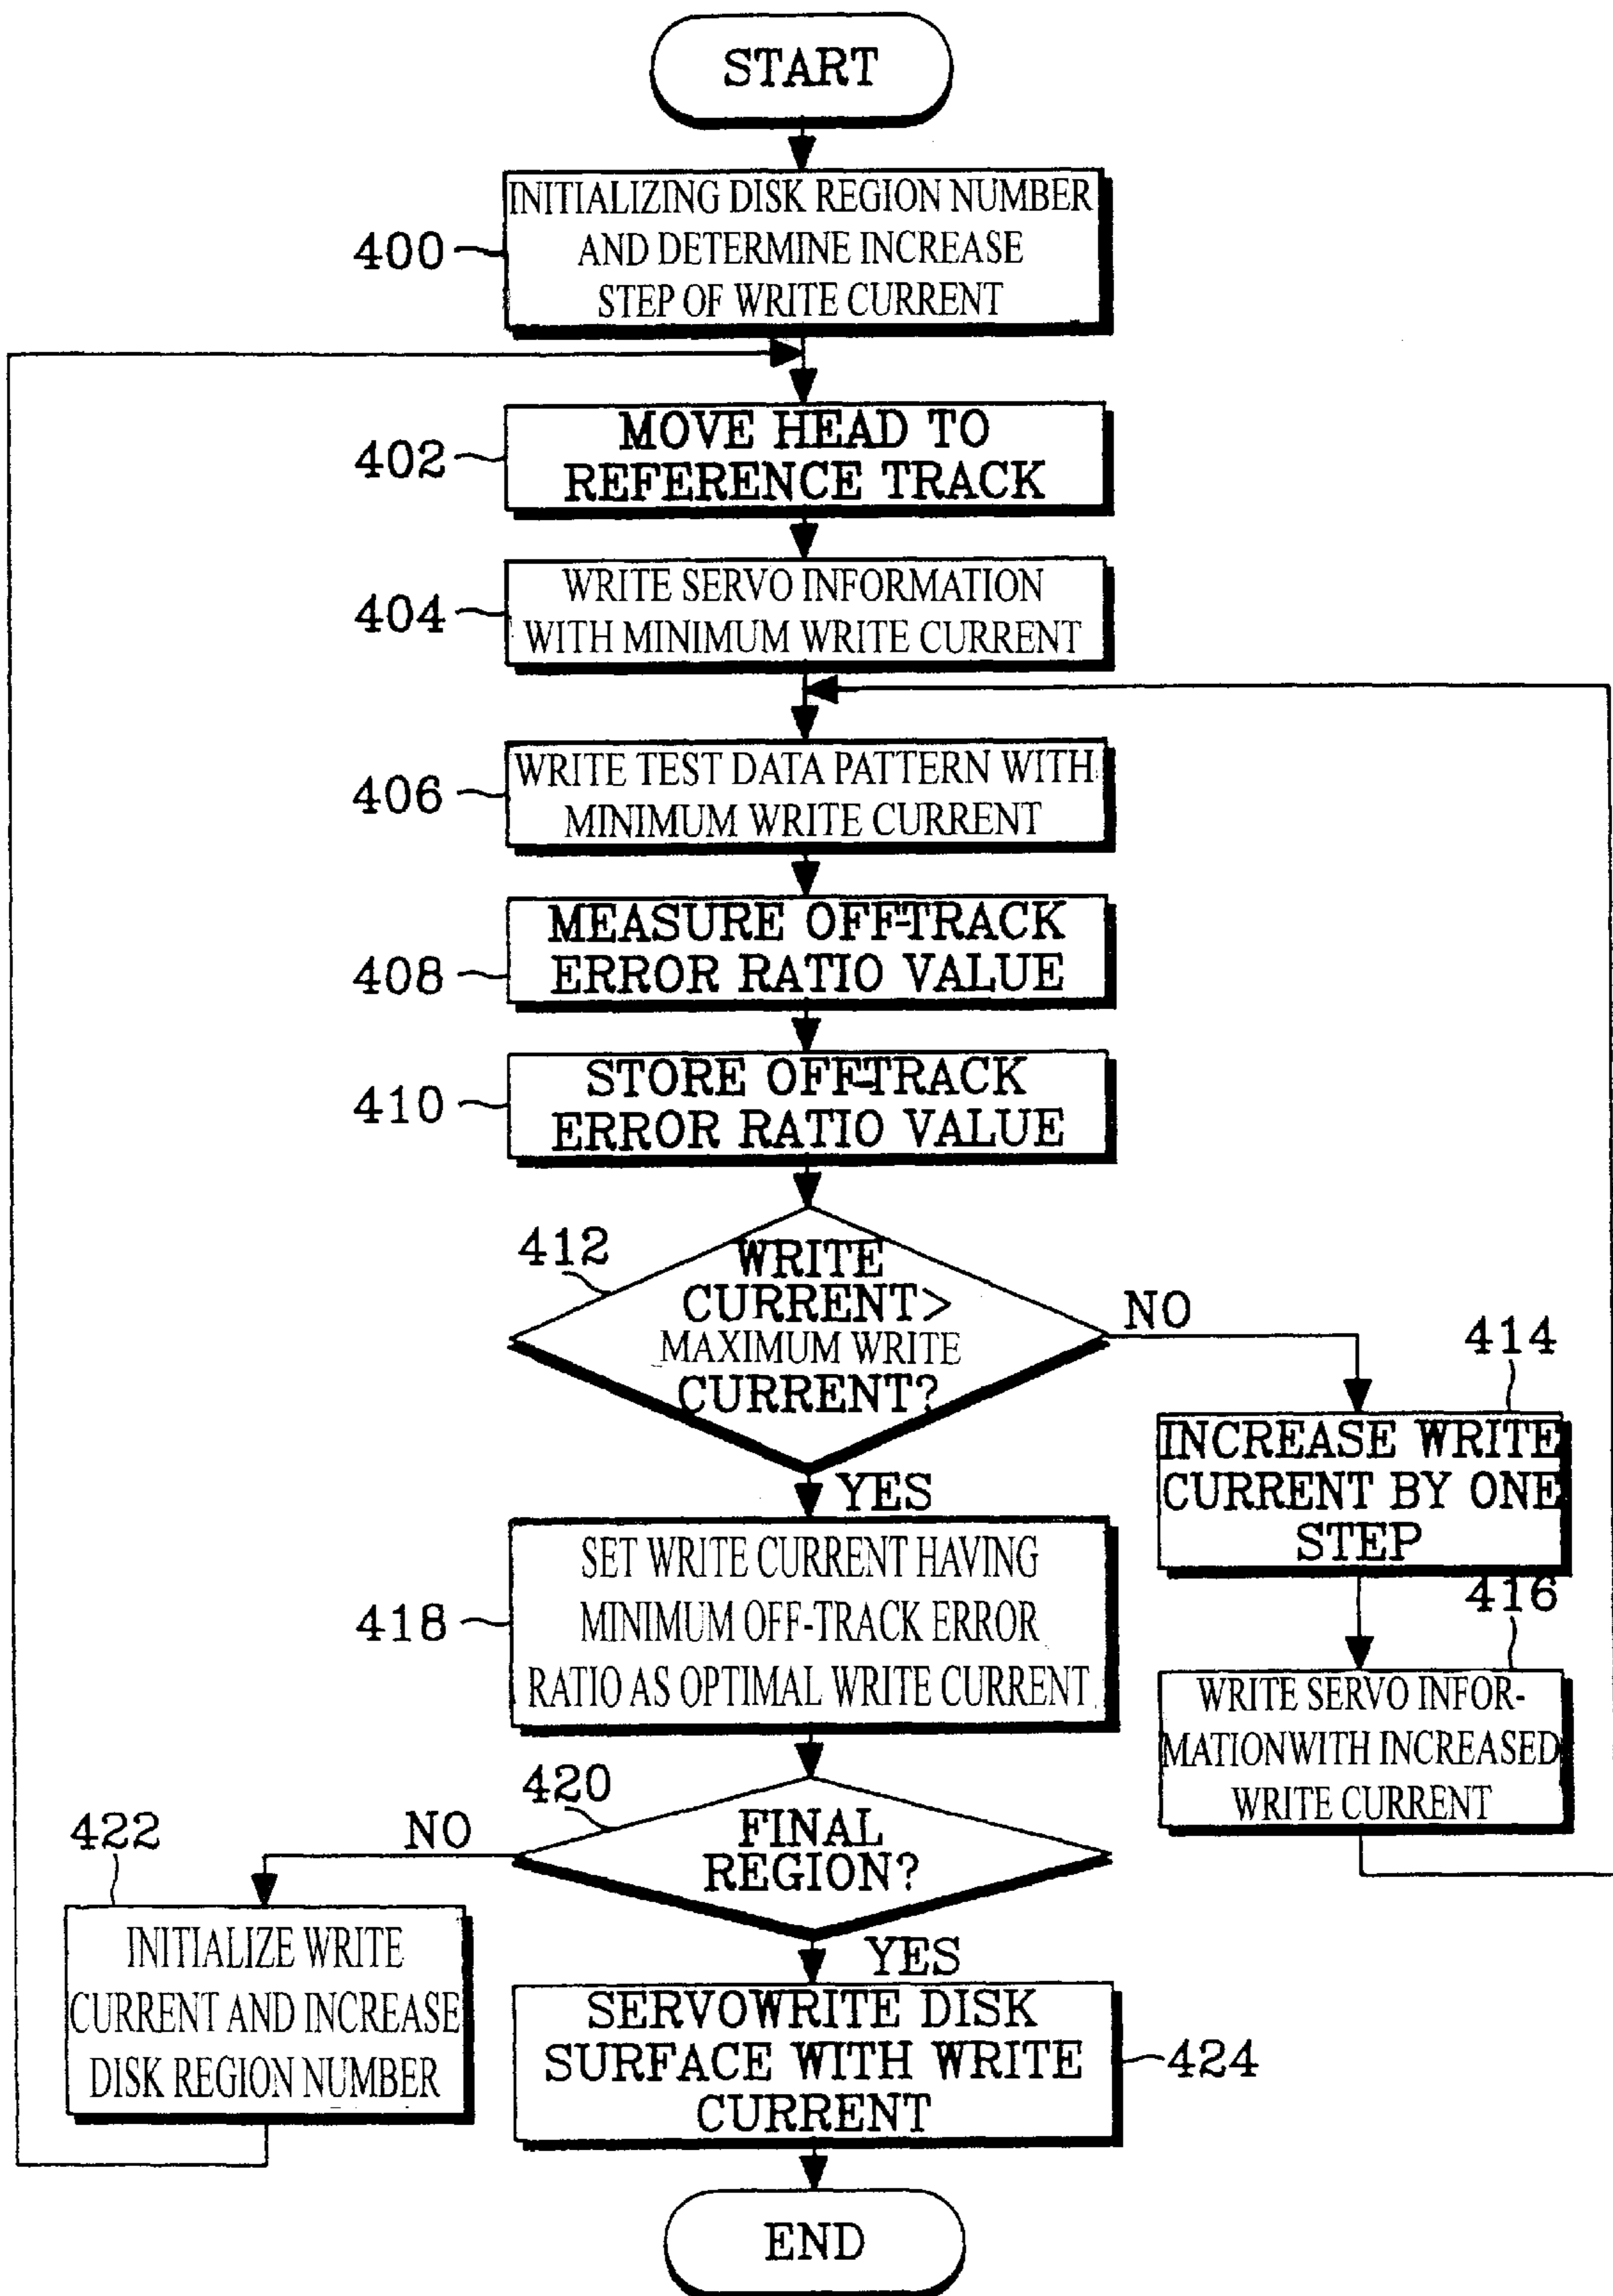 START
INITIALIZING DISK REGION NUMBER
AND DETERMINE INCREASE
STEP OF WRITE CURRENT
400
MOVE HEAD TO
REFERENCE TRACK
402
WRITE SERVO INFORMATION
WITH MINIMUM WRITE CURRENT
404
WRITE TEST DATA PATTERN WITH
MINIMUM WRITE CURRENT
406
MEASURE OFF-TRACK
ERROR RATIO VALUE
408
STORE OFF-TRACK
ERROR RATIO VALUE
410
412
WRITE
CURRENT>
MAXIMUM WRITE
CURRENT?
NO
YES
414
INCREASE WRITE
CURRENT BY ONE
STEP
416
WRITE SERVO INFOR-
MATIONWITH INCREASED
WRITE CURRENT
SET WRITE CURRENT HAVING
MINIMUM OFF-TRACK ERROR
RATIO AS OPTIMAL WRITE CURRENT
418
420
FINAL
REGION?
NO
YES
422
INITIALIZE WRITE
CURRENT AND INCREASE
DISK REGION NUMBER
SERVOWRITE DISK
SURFACE WITH WRITE
CURRENT
424
END